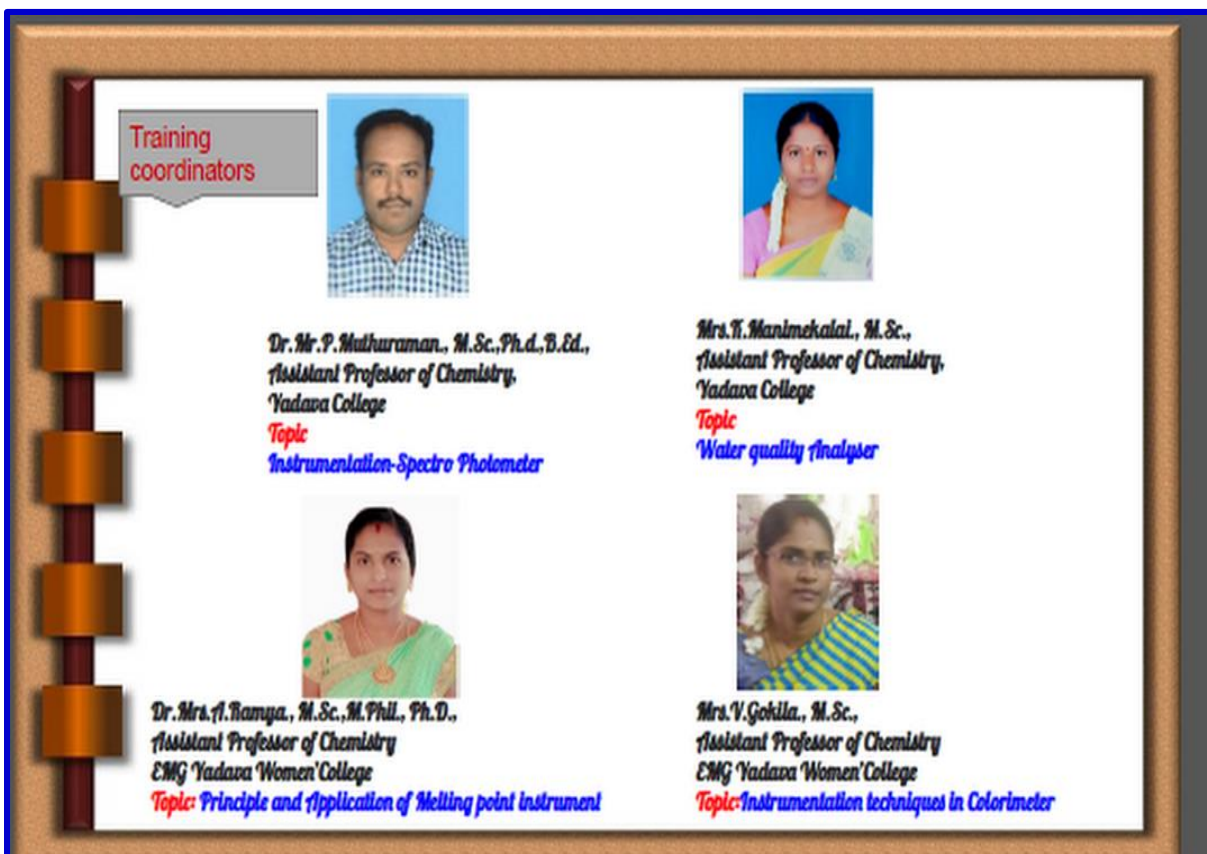 Training
coordinators
Dr.Mr.P.Muthuraman., M.Sc.,Ph.d.,B.Ed.,
Assistant Professor of Chemistry,
Yadava College
Topic
Instrumentation-Spectro Photometer
Mrs.K.Manimekalai., M.Sc.,
Assistant Professor of Chemistry,
Yadava College
Topic
Water quality Analyser
Dr.Mrs.A.Ramya., M.Sc.,M.Phil., Ph.D.,
Assistant Professor of Chemistry
EMG Yadava Women'College
Topic: Principle and Application of Melting point instrument
Mrs.V.Gokila., M.Sc.,
Assistant Professor of Chemistry
EMG Yadava Women'College
Topic:Instrumentation techniques in Colorimeter